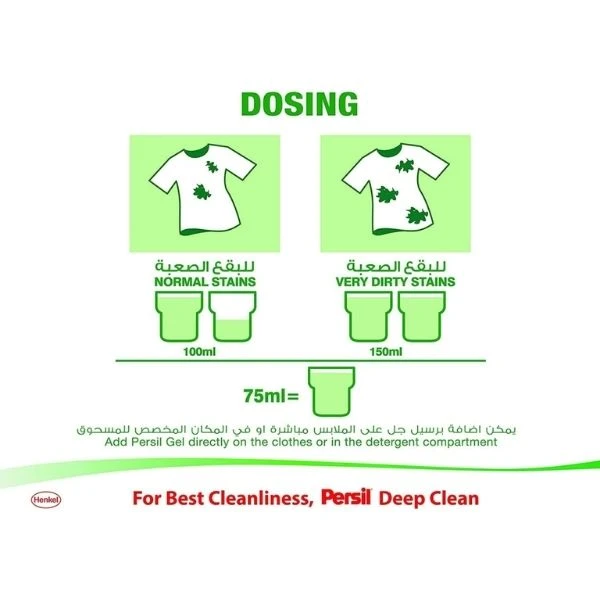 DOSING
للبقع الصعبة
NORMAL STAINS
100ml
للبقع الصعبة
VERY DIRTY STAINS
150ml
75ml=
يمكن اضافة برسيل جل على الملابس مباشرة او في المكان المخصص للمسحوق
Add Persil Gel directly on the clothes or in the detergent compartment
Henkel
For Best Cleanliness, Persil Deep Clean